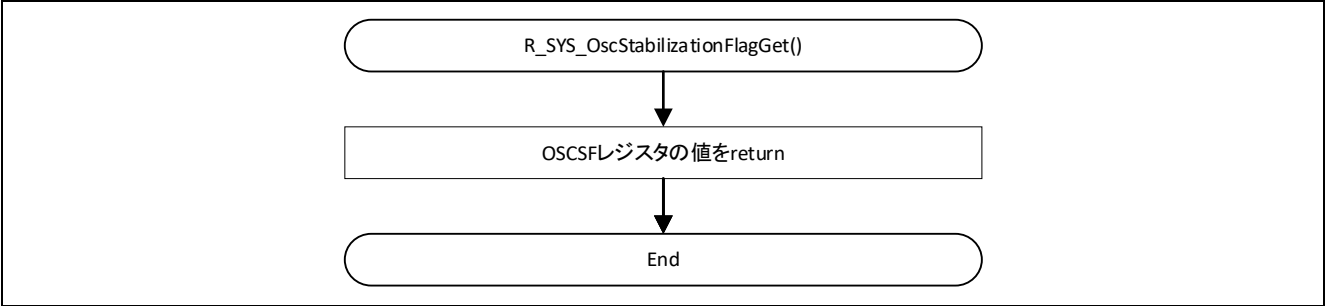 R_SYS_OscStabilizationFlagGet()
OSCSFレジスタの値をreturn
End